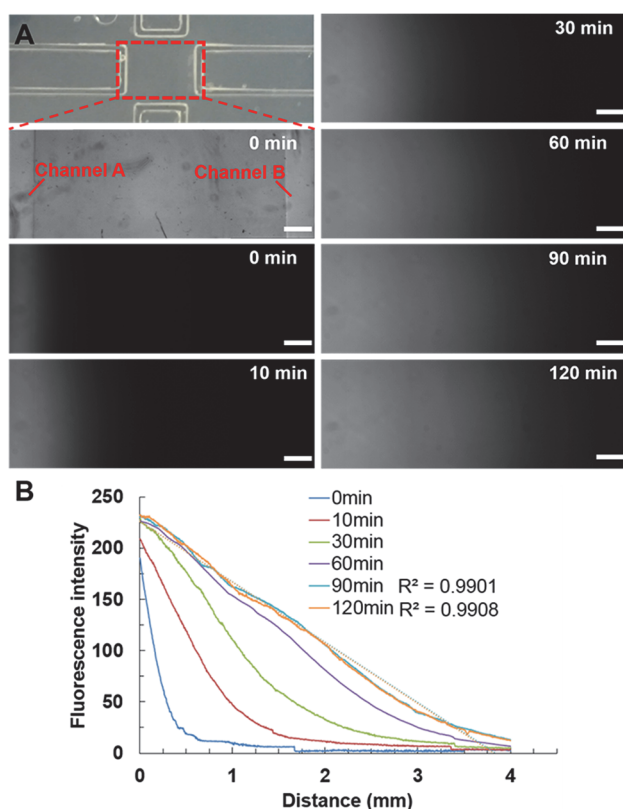 A
30 min
0 min
Channel A
Channel B
60 min
0 min
90 min
10 min
120 min
B
250
200
150
100
50
0
Fluorescence intensity
0min
10min
30min
60min
90min R² = 0.9901
120min R² = 0.9908
0 1 2 3 4
Distance (mm)